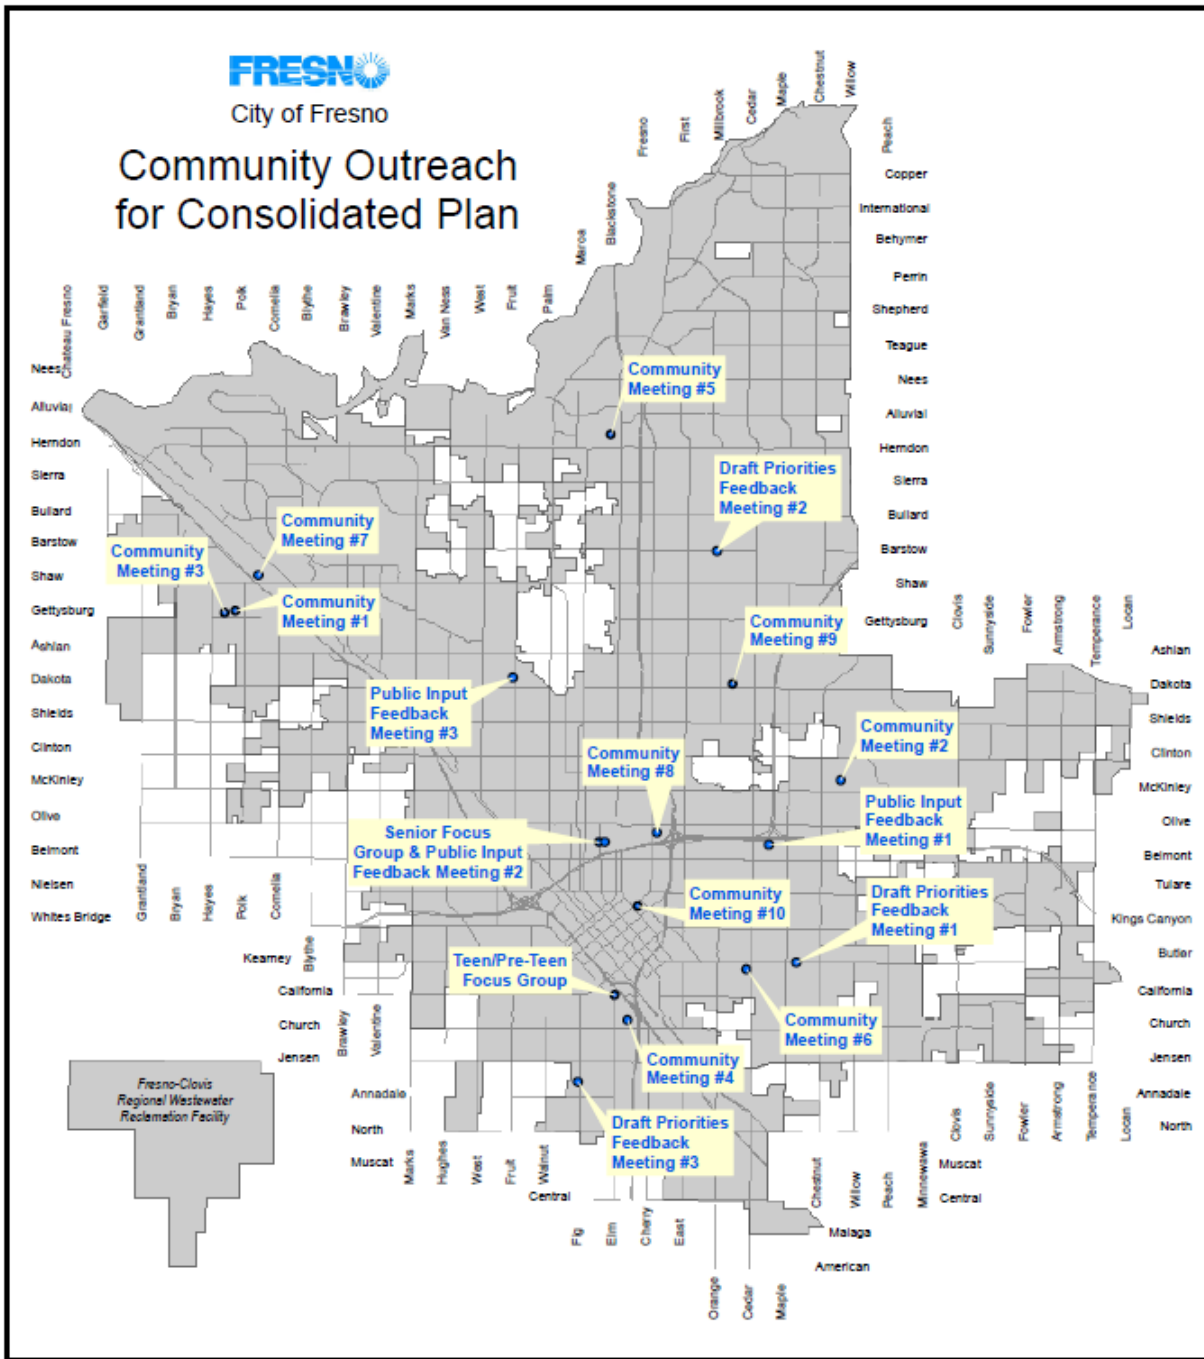 FRESNO
City of Fresno
Community Outreach
for Consolidated Plan
Chateau Fresno
Garfield
Grantland
Bryan
Hayes
Polk
Cornelia
Blythe
Brawley
Valentine
Marks
Van Ness
West
Fruit
Palm
Maroa
Blackstone
Fresno
First
Millbrook
Cedar
Maple
Chestnut
Willow
Peach
Copper
International
Behymer
Perrin
Shepherd
Teague
Nees
Alluvial
Herndon
Sierra
Bullard
Barstow
Shaw
Gettysburg
Nees
Alluvial
Herndon
Sierra
Bullard
Barstow
Shaw
Gettysburg
Ashlan
Dakota
Shields
Clinton
McKinley
Olive
Belmont
Nielsen
Whites Bridge
Clovis
Sunnyside
Fowler
Armstrong
Temperance
Locan
Ashlan
Dakota
Shields
Clinton
McKinley
Olive
Belmont
Tulare
Kings Canyon
Butler
California
Church
Jensen
Annadale
North
Community
Meeting #5
Draft Priorities
Feedback
Meeting #2
Community
Meeting #7
Community
Meeting #3
Community
Meeting #1
Community
Meeting #9
Public Input
Feedback
Meeting #3
Community
Meeting #2
Community
Meeting #8
Public Input
Feedback
Meeting #1
Senior Focus
Group & Public Input
Feedback Meeting #2
Community
Meeting #10
Draft Priorities
Feedback
Meeting #1
Teen/Pre-Teen
Focus Group
Community
Meeting #6
Community
Meeting #4
Draft Priorities
Feedback
Meeting #3
Grantland
Bryan
Hayes
Polk
Cornelia
Blythe
Kearney
California
Church
Jensen
Brawley
Valentine
Annadale
North
Muscat
Fresno-Clovis
Regional Wastewater
Reclamation Facility
Marks
Hughes
West
Fruit
Walnut
Central
Fig
Elm
Cherry
East
Orange
Cedar
Maple
Chestnut
Willow
Peach
Minnewawa
Clovis
Sunnyside
Fowler
Armstrong
Temperance
Locan
Muscat
Central
Malaga
American